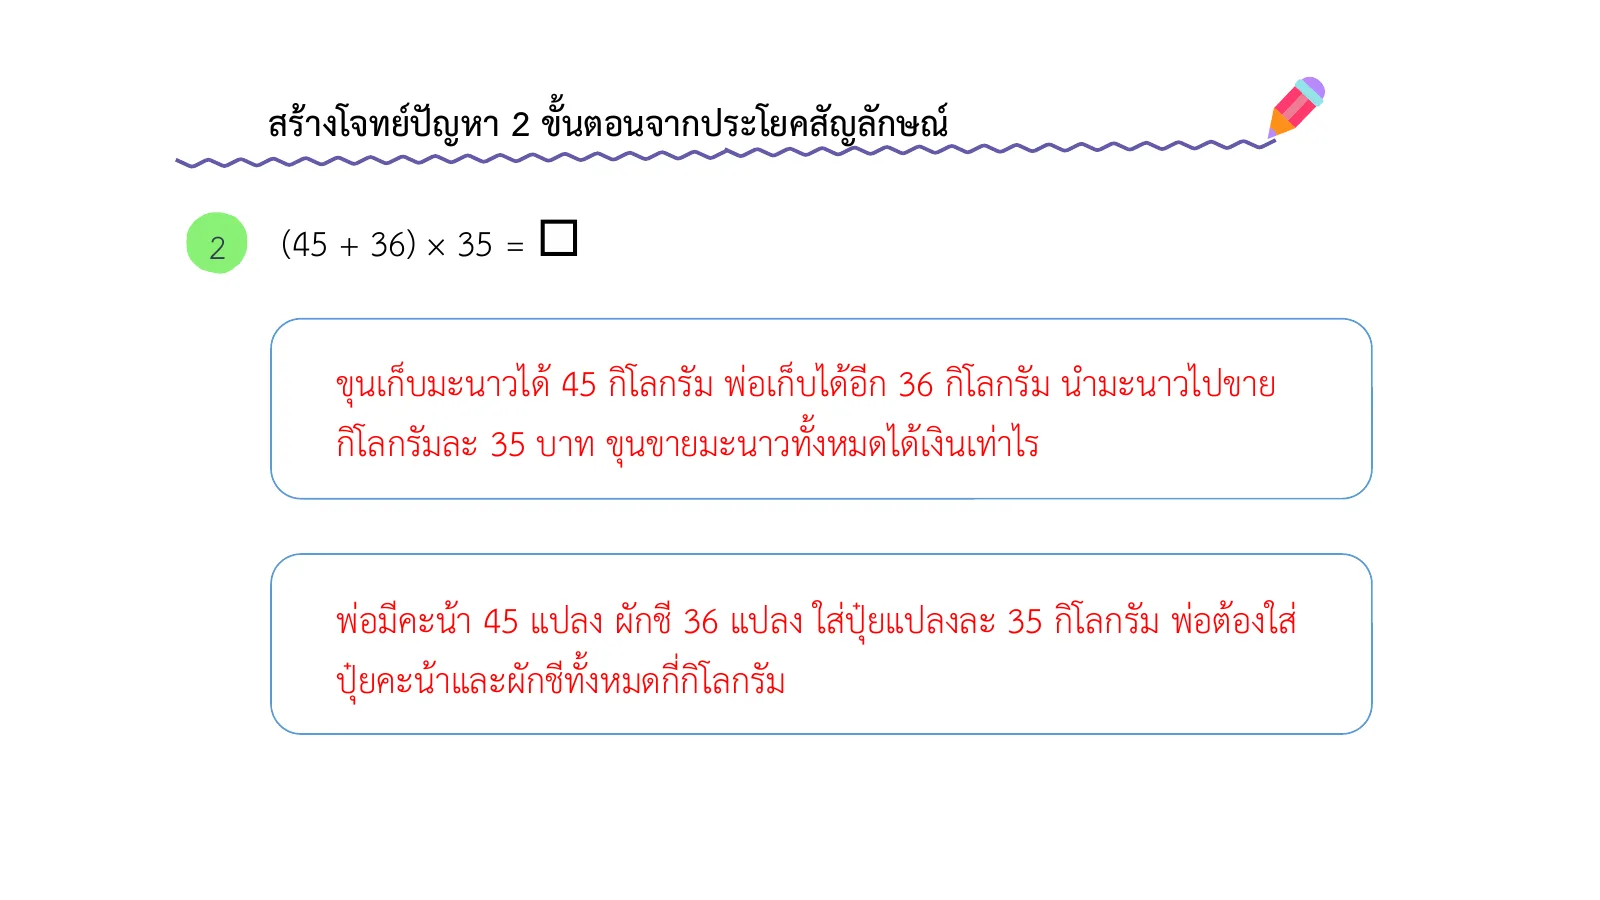 สร้างโจทย์ปัญหา 2 ขั้นตอนจากประโยคสัญลักษณ์
2 (45 + 36) × 35 = □
ขุนเก็บมะนาวได้ 45 กิโลกรัม พ่อเก็บได้อีก 36 กิโลกรัม นำมะนาวไปขาย
กิโลกรัมละ 35 บาท ขุนขายมะนาวทั้งหมดได้เงินเท่าไร
พ่อมีคะน้า 45 แปลง ผักชี 36 แปลง ใส่ปุ๋ยแปลงละ 35 กิโลกรัม พ่อต้องใส่
ปุ๋ยคะน้าและผักชีทั้งหมดกี่กิโลกรัม